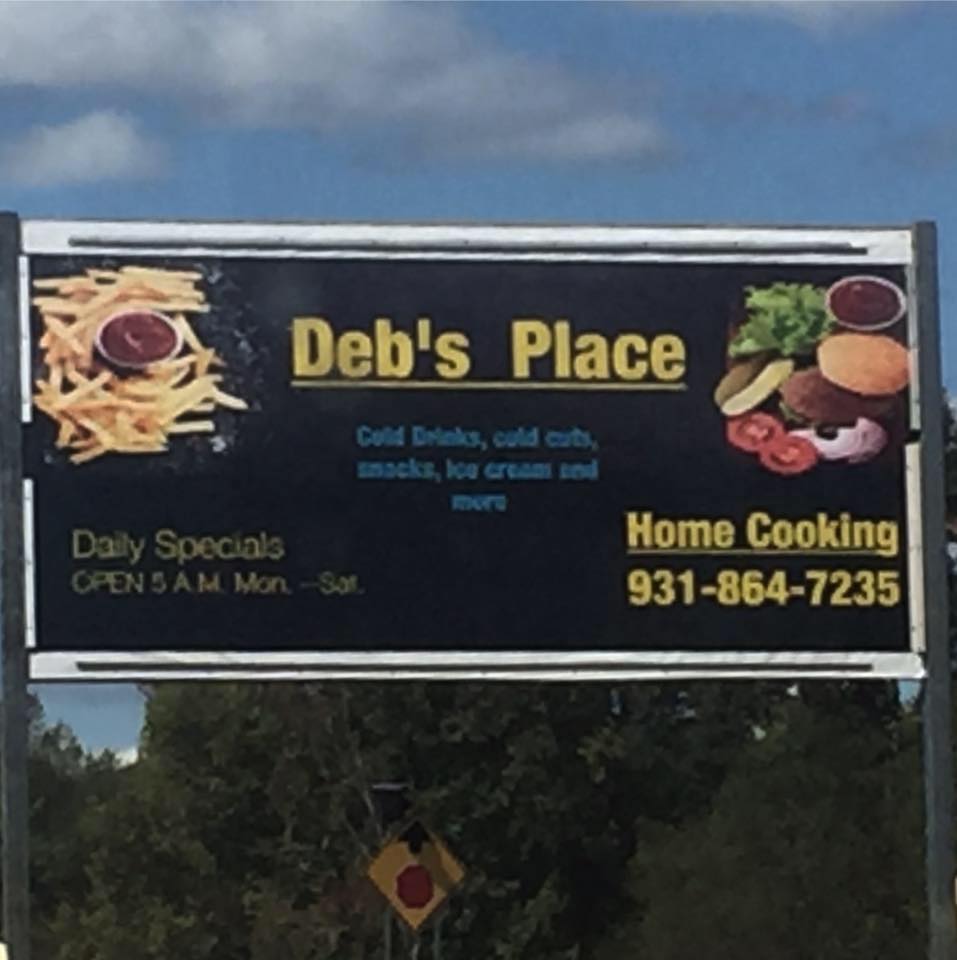 Deb's Place
Cold Drinks, cold cuts,
snacks, ice cream and
more
Daily Specials
OPEN 5 A.M. Mon. –Sat.
Home Cooking
931-864-7235